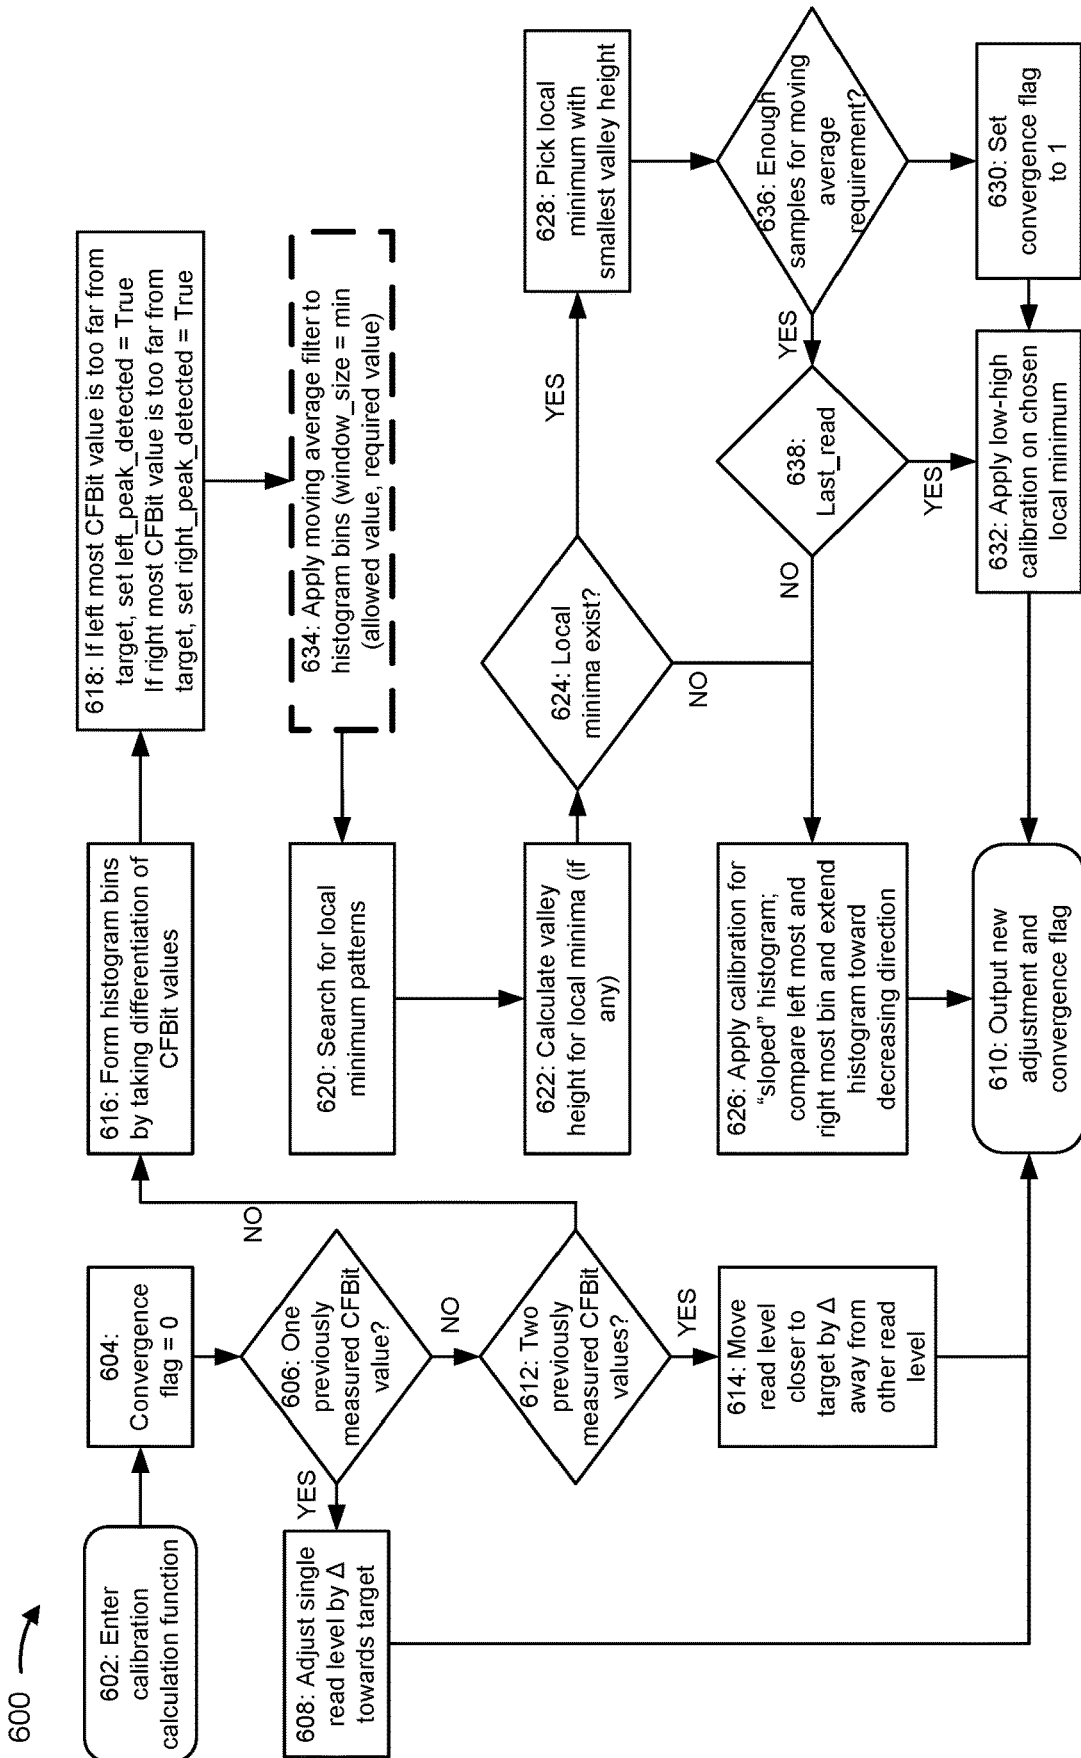 600
602: Enter
calibration
calculation function
604:
Convergence
flag = 0
606: One
previously
measured CFBit
value?
YES
NO
608: Adjust single
read level by Δ
towards target
612: Two
previously
measured CFBit
values?
NO
YES
614: Move
read level
closer to
target by Δ
away from
other read
level
616: Form histogram bins
by taking differentiation of
CFBit values
618: If left most CFBit value is too far from
target, set left_peak_detected = True
If right most CFBit value is too far from
target, set right_peak_detected = True
634: Apply moving average filter to
histogram bins (window_size = min
(allowed value, required value)
620: Search for local
minimum patterns
622: Calculate valley
height for local minima (if
any)
624: Local
minima exist?
YES
NO
628: Pick local
minimum with
smallest valley height
636: Enough
samples for moving
average
requirement?
YES
638:
Last_read
NO
YES
630: Set
convergence flag
to 1
632: Apply low-high
calibration on chosen
local minimum
626: Apply calibration for
“sloped” histogram;
compare left most and
right most bin and extend
histogram toward
decreasing direction
610: Output new
adjustment and
convergence flag